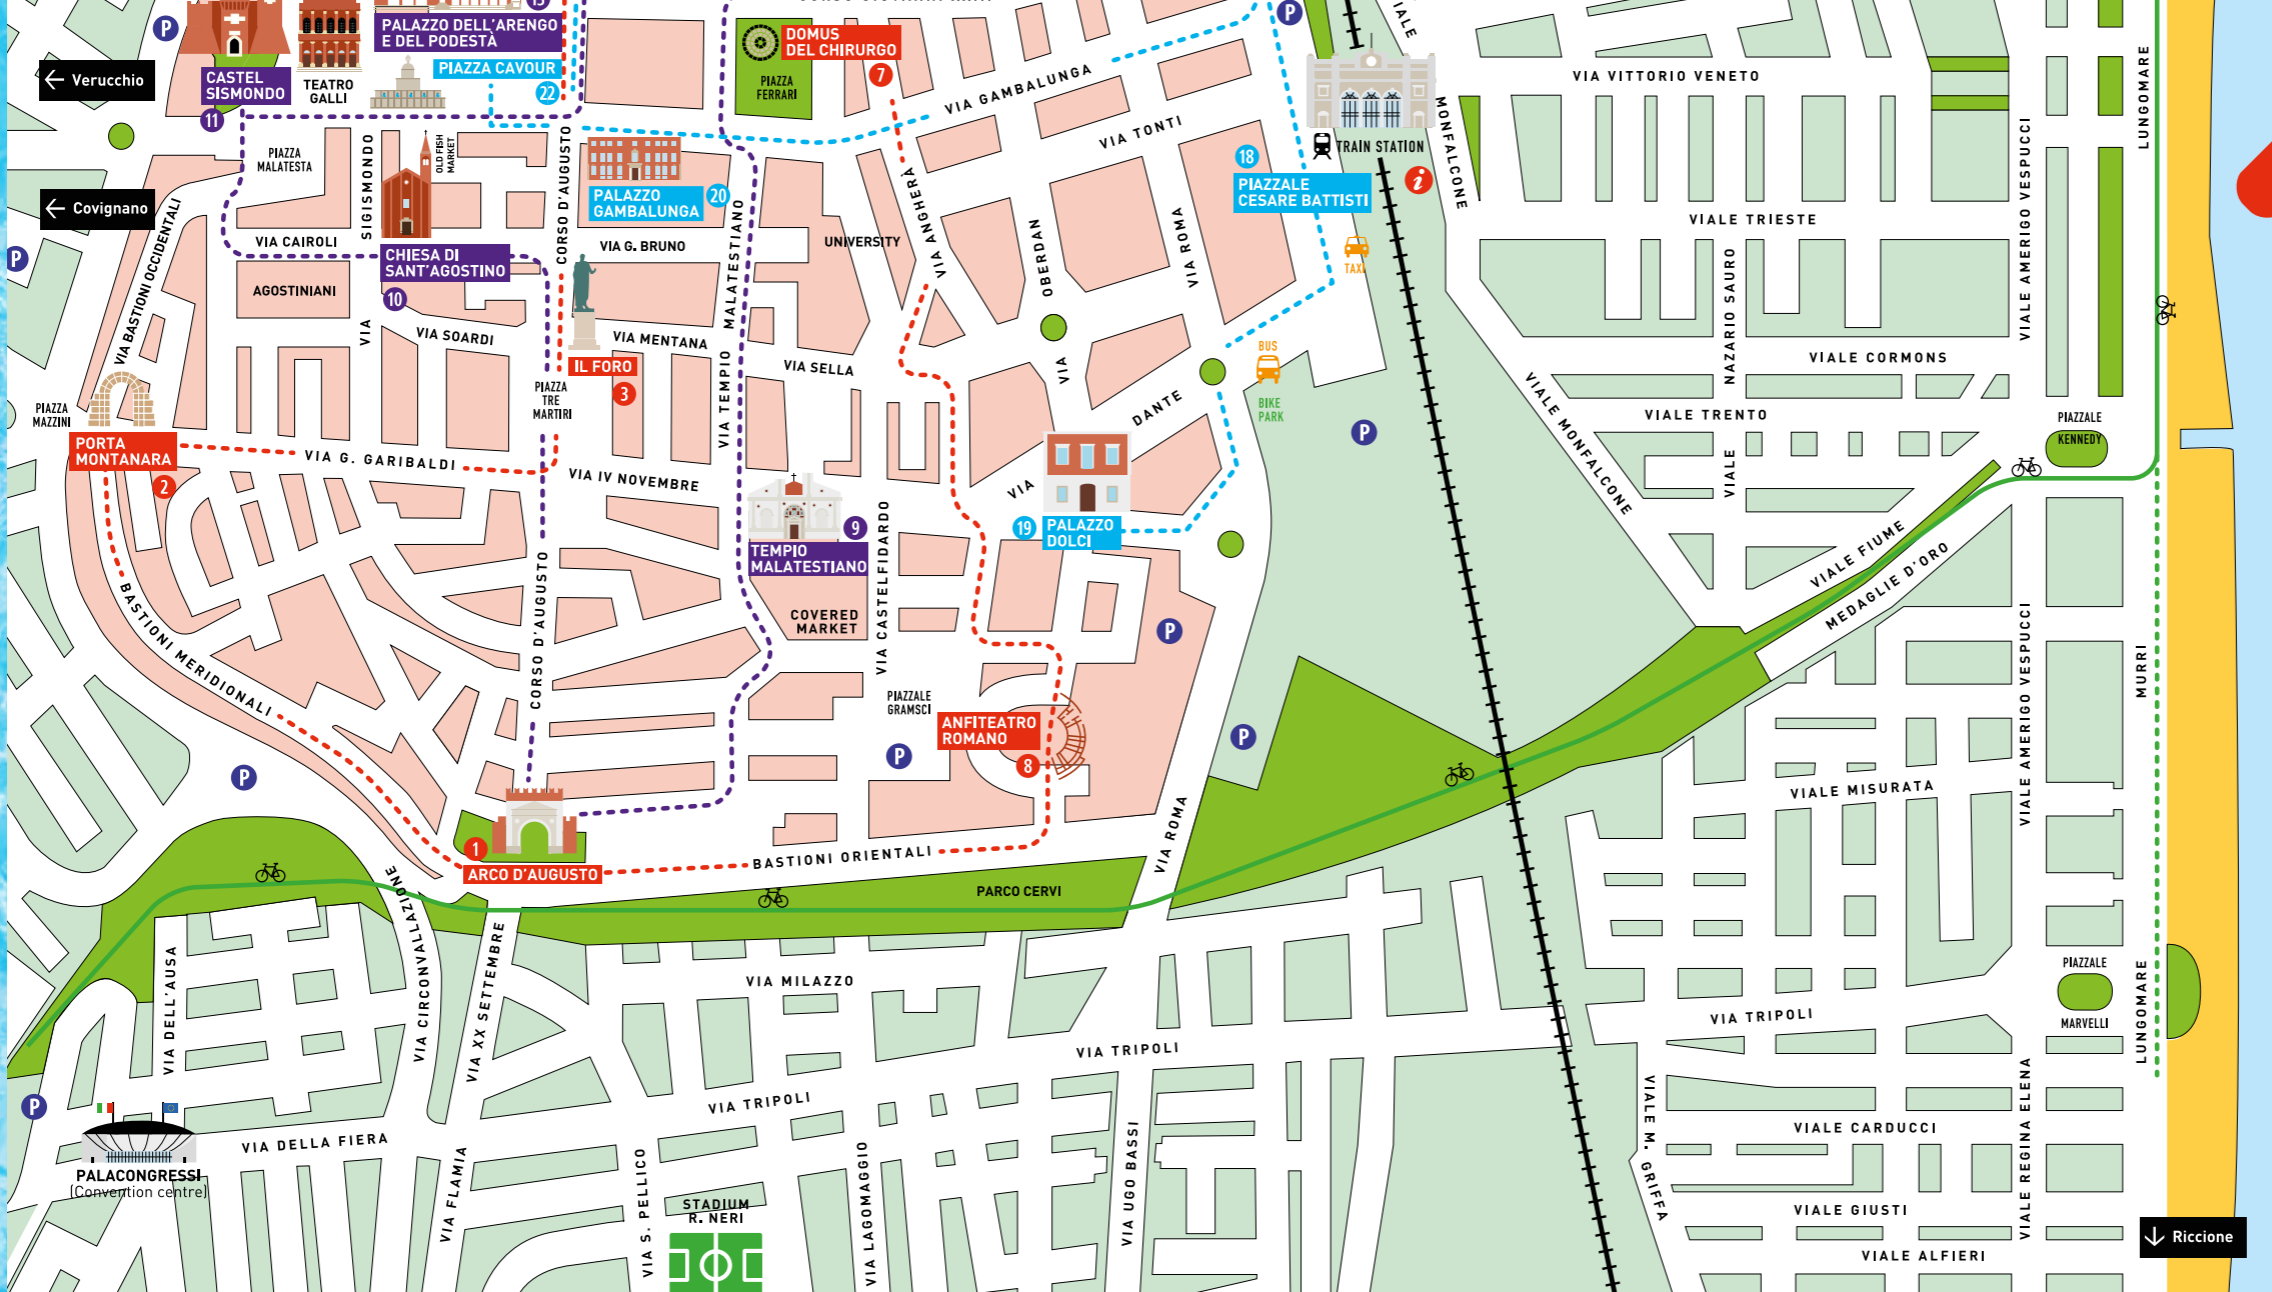 P
P
VIALE
15
PALAZZO DELL'ARENGO
E DEL PODESTÀ
DOMUS
DEL CHIRURGO
7
PIAZZA
FERRARI
← Verucchio
CASTEL
SISMONDO
11
TEATRO
GALLI
PIAZZA CAVOUR
22
VIA GAMBALUNGA
VIA TONTI
VIA VITTORIO VENETO
LUNGOMARE
MONFALCONE
TRAIN STATION
i
18
PIAZZALE
CESARE BATTISTI
PIAZZA
MALATESTA
SIGISMONDO
OLD FISH
MARKET
CORSO D'AUGUSTO
PALAZZO
GAMBALUNGA
20
← Covignano
P
VIA BASTIONI OCCIDENTALI
VIA CAIROLI
CHIESA DI
SANT'AGOSTINO
10
VIA G. BRUNO
UNIVERSITY
VIA ANGHERÀ
OBERDAN
VIA ROMA
VIALE TRIESTE
VIALE AMERIGO VESPUCCI
NAZARIO SAURO
TAXI
AGOSTINIANI
VIA
VIA SOARDI
VIA MENTANA
VIA TEMPIO MALATESTIANO
VIA SELLA
VIA
BUS
BIKE
PARK
P
VIALE CORMONS
VIALE MONFALCONE
VIALE TRENTO
VIALE
PIAZZALE
KENNEDY
IL FORO
3
PIAZZA
TRE
MARTIRI
PIAZZA
MAZZINI
PORTA
MONTANARA
2
VIA G. GARIBALDI
VIA IV NOVEMBRE
DANTE
VIA
19
PALAZZO
DOLCI
9
TEMPIO
MALATESTIANO
VIA CASTELFIDARDO
COVERED
MARKET
BASTIONI MERIDIONALI
CORSO D'AUGUSTO
P
VIALE FIUME
MEDAGLIE D'ORO
VIALE AMERIGO VESPUCCI
MURRI
PIAZZALE
GRAMSCI
ANFITEATRO
ROMANO
8
P
P
P
VIALE MISURATA
1
ARCO D'AUGUSTO
BASTIONI ORIENTALI
VIA ROMA
PARCO CERVI
VIA CIRCONVALLAZIONE
VIA XX SETTEMBRE
VIA DELL'AUSA
VIA MILAZZO
PIAZZALE
MARVELLI
LUNGOMARE
VIA TRIPOLI
VIA TRIPOLI
VIA TRIPOLI
P
PALACONGRESSI
(Convention centre)
VIA DELLA FIERA
VIA FLAMIA
VIA S. PELLICO
STADIUM
R. NERI
VIA LAGOMAGGIO
VIA UGO BASSI
VIALE M. GRIFFA
VIALE CARDUCCI
VIALE GIUSTI
VIALE ALFIERI
VIALE REGINA ELENA
↓ Riccione